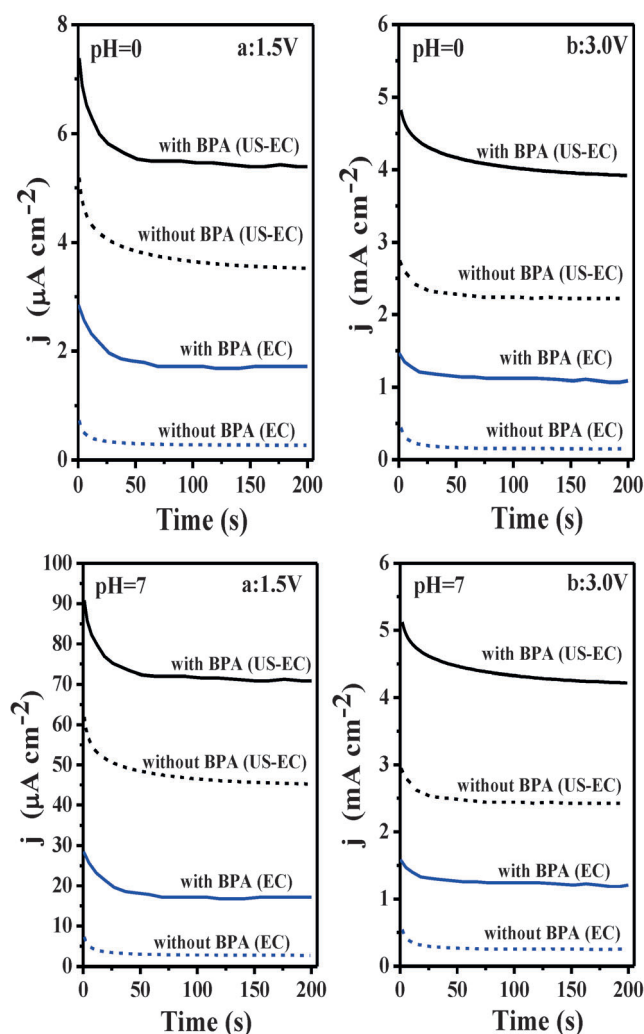 pH=0 a:1.5V
8
6
4
2
0
j (μA cm⁻²)
with BPA (US-EC)
without BPA (US-EC)
with BPA (EC)
without BPA (EC)
0 50 100 150 200
Time (s)
pH=0 b:3.0V
6
5
4
3
2
1
0
j (mA cm⁻²)
with BPA (US-EC)
without BPA (US-EC)
with BPA (EC)
without BPA (EC)
0 50 100 150 200
Time (s)
pH=7 a:1.5V
100
90
80
70
60
50
40
30
20
10
0
j (μA cm⁻²)
with BPA (US-EC)
without BPA (US-EC)
with BPA (EC)
without BPA (EC)
0 50 100 150 200
Time (s)
pH=7 b:3.0V
6
5
4
3
2
1
0
j (mA cm⁻²)
with BPA (US-EC)
without BPA (US-EC)
with BPA (EC)
without BPA (EC)
0 50 100 150 200
Time (s)